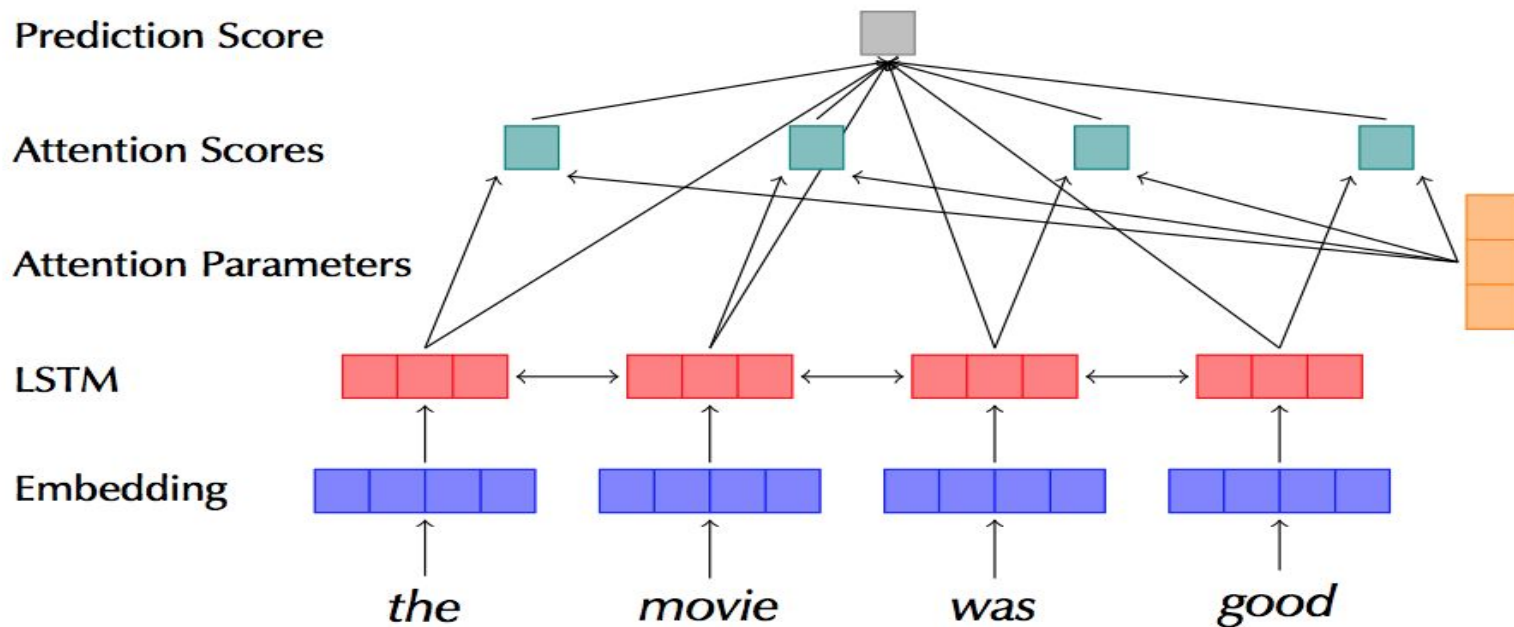 Prediction Score
Attention Scores
Attention Parameters
LSTM
Embedding
the movie was good